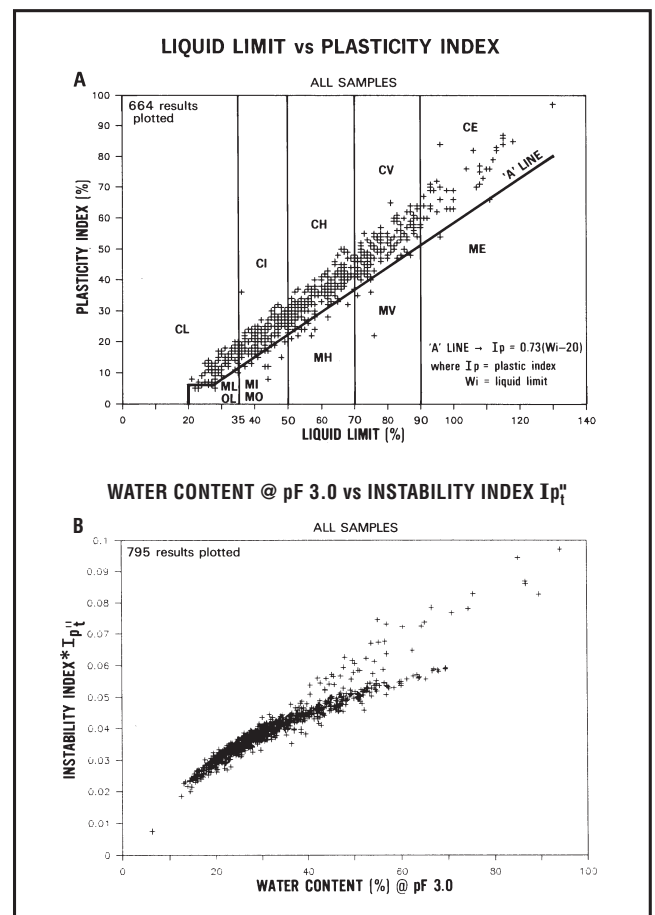 LIQUID LIMIT vs PLASTICITY INDEX
A
ALL SAMPLES
664 results
plotted
PLASTICITY INDEX (%)
100
90
80
70
60
50
40
30
20
10
0
CL
CI
CH
CV
CE
'A' LINE
ME
MV
MH
MI
MO
ML
OL
'A' LINE → Ip = 0.73(Wi–20)
where Ip = plastic index
Wi = liquid limit
0 20 35 40 50 60 70 80 90 100 120 140
LIQUID LIMIT (%)
WATER CONTENT @ pF 3.0 vs INSTABILITY INDEX Ip"t
B
ALL SAMPLES
795 results plotted
INSTABILITY INDEX* Ip"t
0.1
0.09
0.08
0.07
0.06
0.05
0.04
0.03
0.02
0.01
0
0 20 40 60 80 100
WATER CONTENT (%) @ pF 3.0